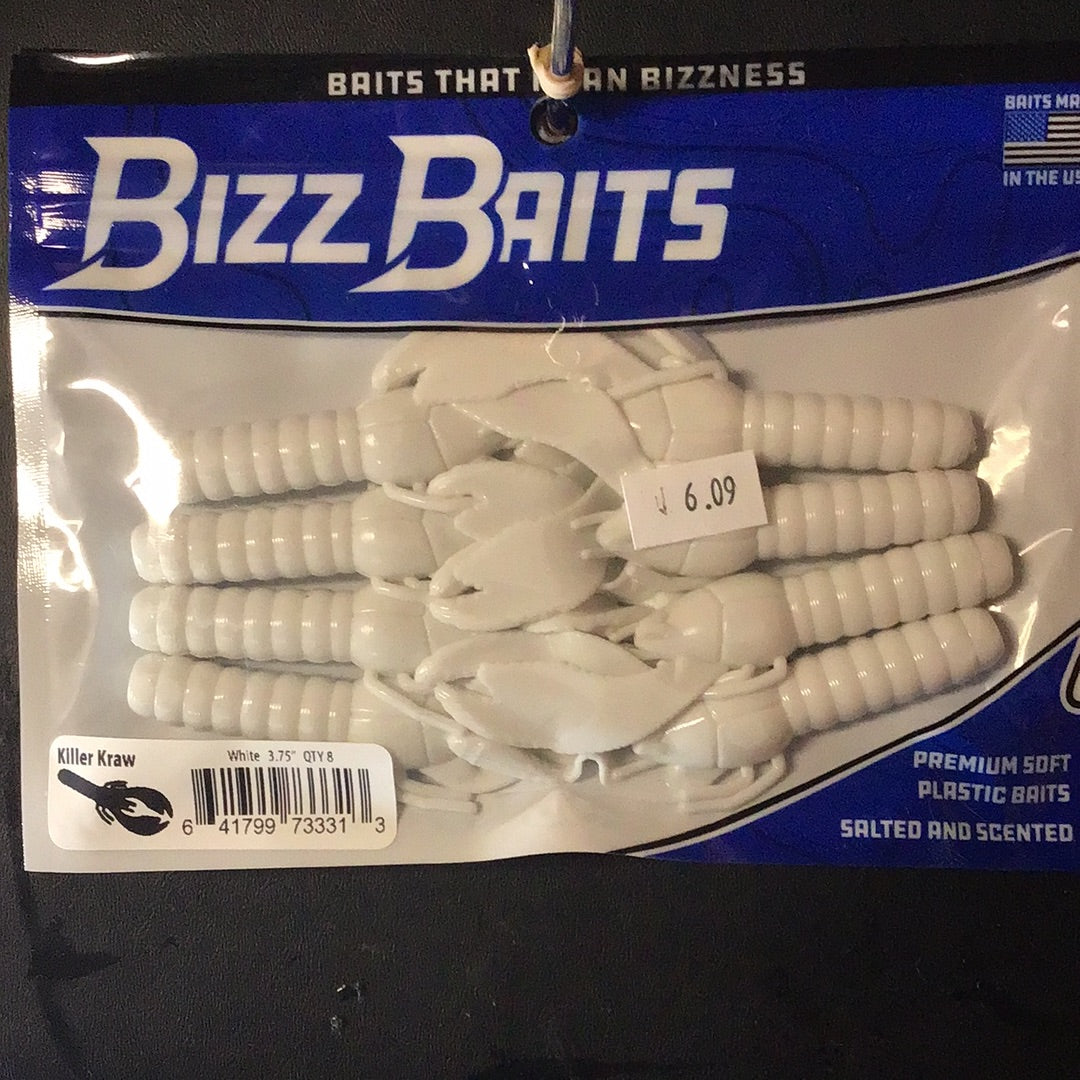 BAITS THAT AN BIZZNESS
BAITS MA
IN THE US
BIZZ BAITS
6.09
Killer Kraw
White 3.75" QTY 8
6 41799 73331 3
PREMIUM SOFT
PLASTIC BAITS
SALTED AND SCENTED